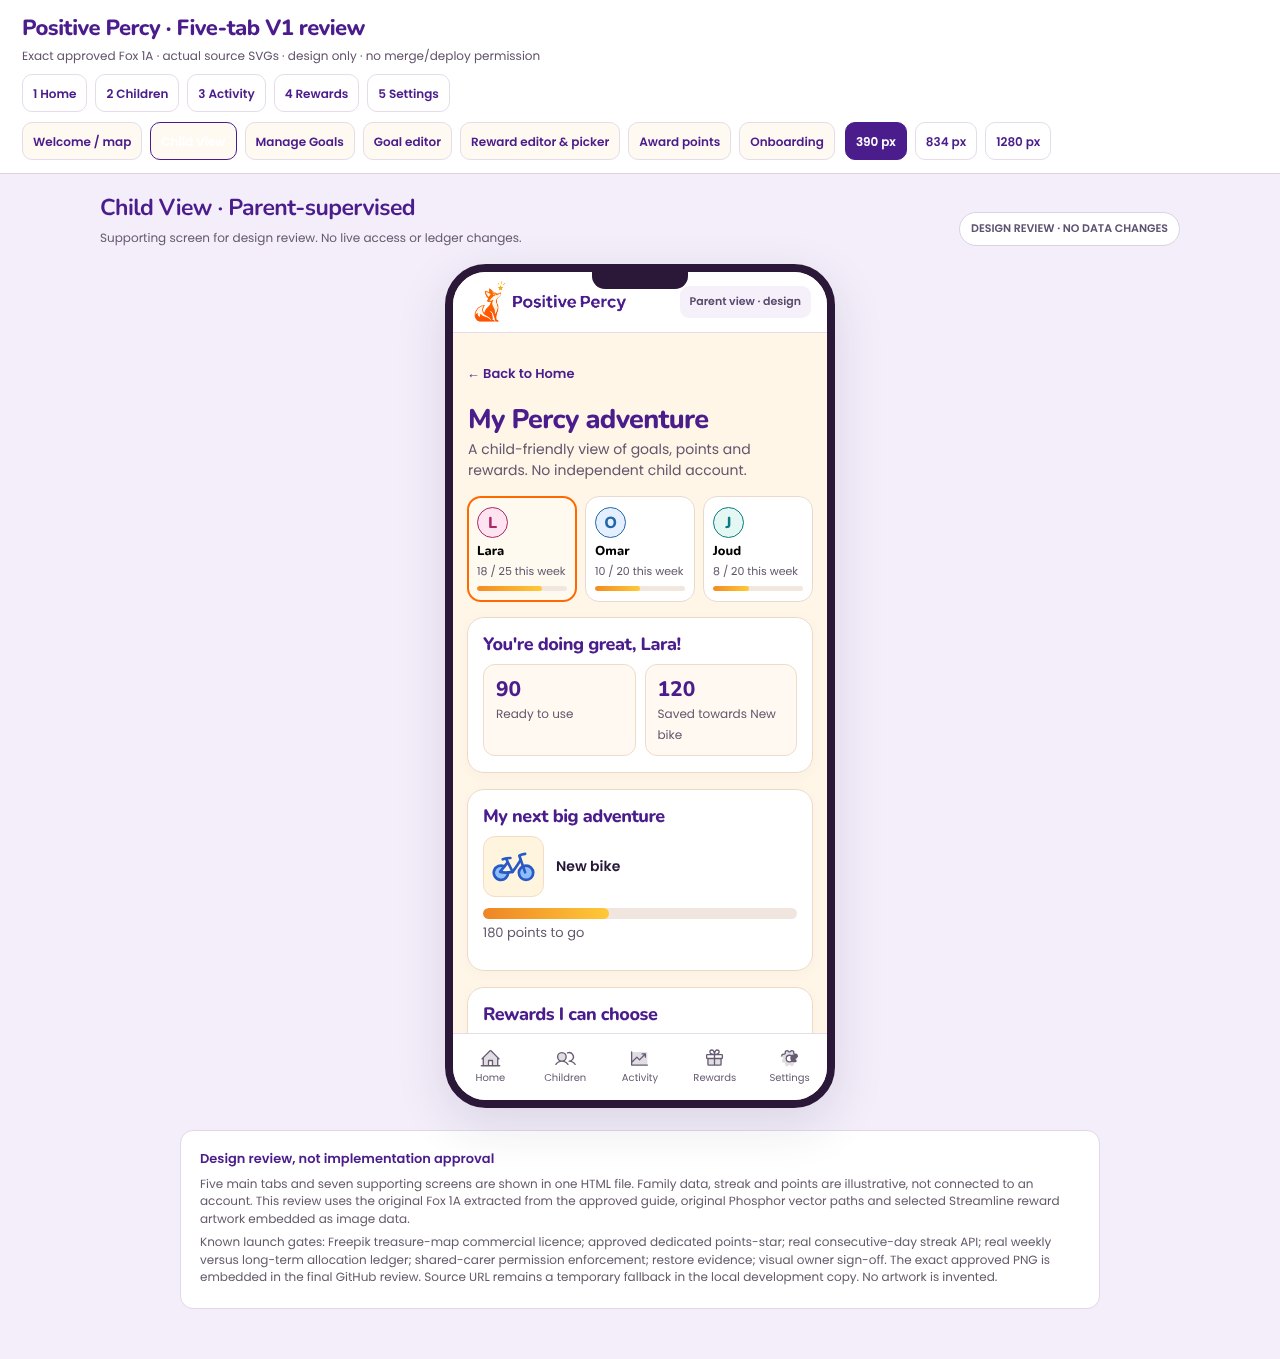 Positive Percy · Five-tab V1 review
Exact approved Fox 1A · actual source SVGs · design only · no merge/deploy permission
1 Home
2 Children
3 Activity
4 Rewards
5 Settings
Welcome / map
Child View
Manage Goals
Goal editor
Reward editor & picker
Award points
Onboarding
390 px
834 px
1280 px
Child View · Parent-supervised
Supporting screen for design review. No live access or ledger changes.
DESIGN REVIEW · NO DATA CHANGES
Positive Percy
Parent view · design
← Back to Home
My Percy adventure
A child-friendly view of goals, points and
rewards. No independent child account.
L
Lara
18 / 25 this week
O
Omar
10 / 20 this week
J
Joud
8 / 20 this week
You're doing great, Lara!
90
Ready to use
120
Saved towards New
bike
My next big adventure
New bike
180 points to go
Rewards I can choose
Home
Children
Activity
Rewards
Settings
Design review, not implementation approval
Five main tabs and seven supporting screens are shown in one HTML file. Family data, streak and points are illustrative, not connected to an
account. This review uses the original Fox 1A extracted from the approved guide, original Phosphor vector paths and selected Streamline reward
artwork embedded as image data.
Known launch gates: Freepik treasure-map commercial licence; approved dedicated points-star; real consecutive-day streak API; real weekly
versus long-term allocation ledger; shared-carer permission enforcement; restore evidence; visual owner sign-off. The exact approved PNG is
embedded in the final GitHub review. Source URL remains a temporary fallback in the local development copy. No artwork is invented.